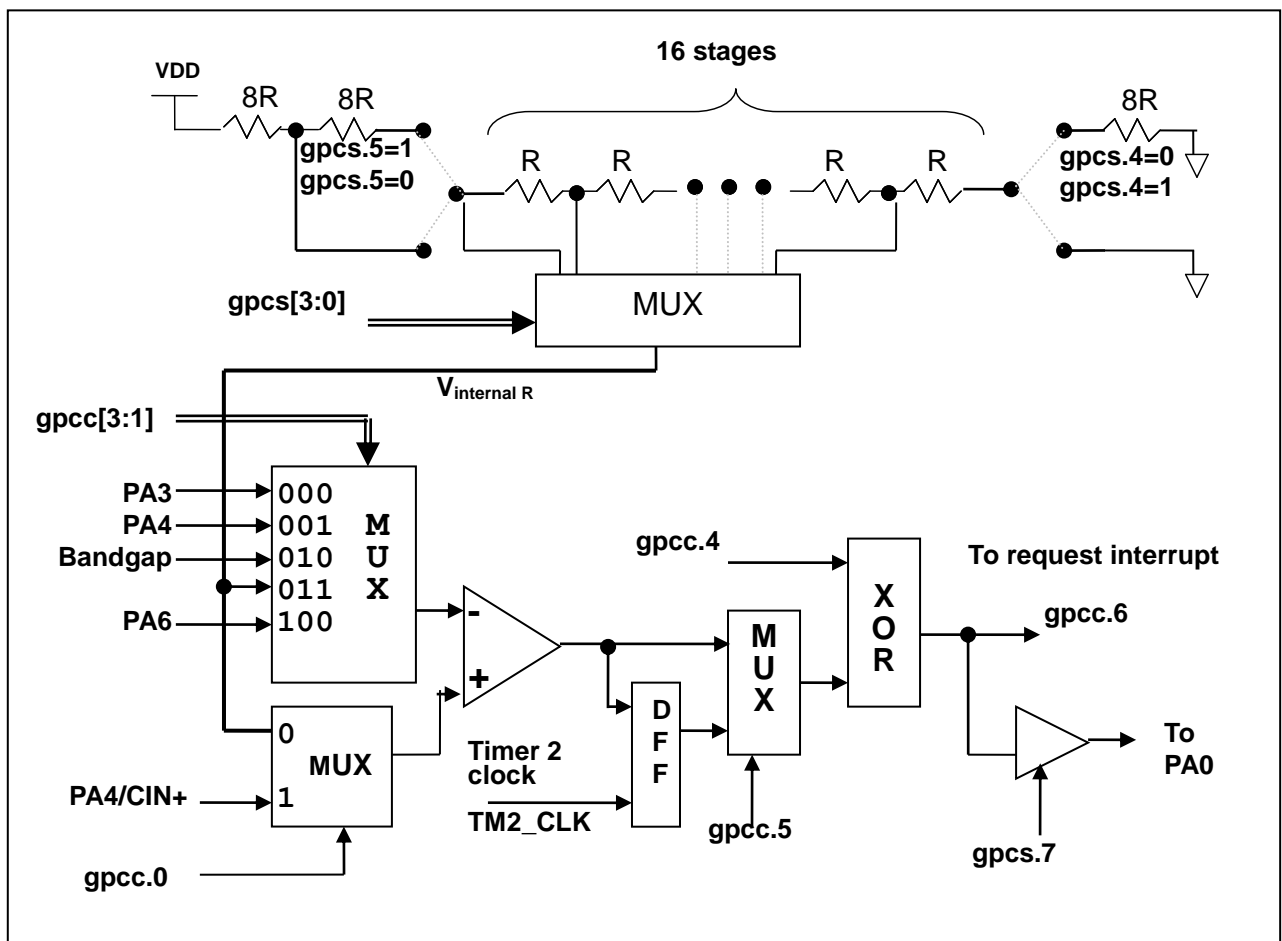 16 stages
VDD
8R
8R
8R
gpcs.5=1
gpcs.5=0
R
R
R
R
gpcs.4=0
gpcs.4=1
gpcs[3:0]
MUX
Vinternal R
gpcc[3:1]
PA3
000
PA4
001
Bandgap
010
011
PA6
100
M
U
X
-
+
0
1
MUX
PA4/CIN+
gpcc.0
Timer 2
clock
TM2_CLK
D
F
F
M
U
X
gpcc.5
gpcc.4
X
O
R
To request interrupt
gpcc.6
To
PA0
gpcs.7